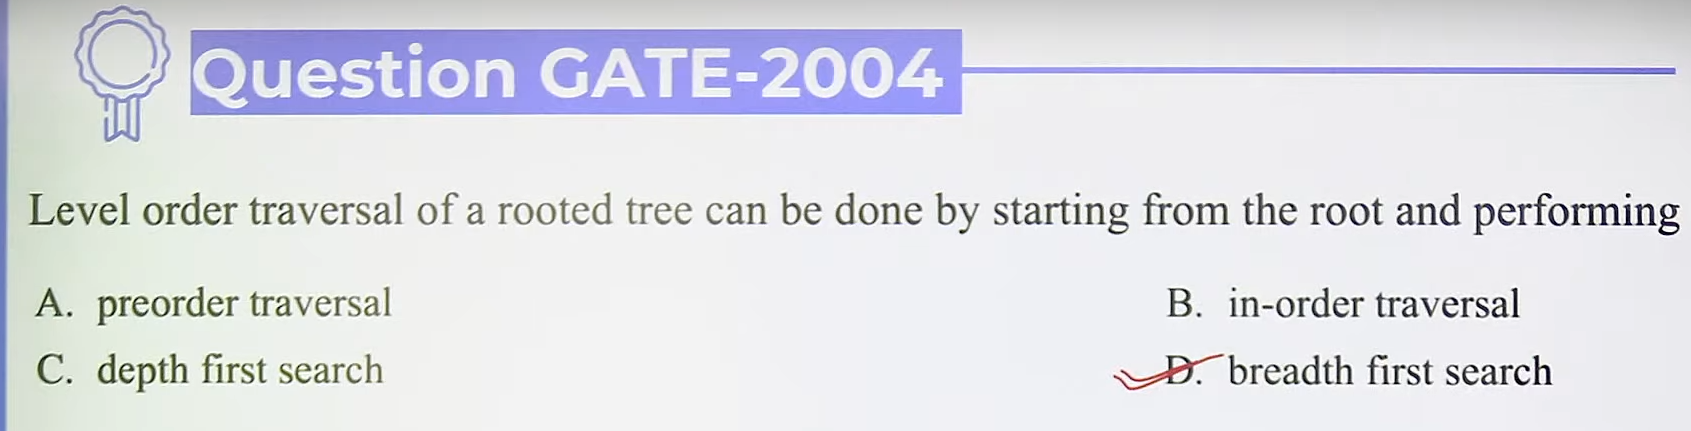 Question GATE-2004
Level order traversal of a rooted tree can be done by starting from the root and performing
A. preorder traversal B. in-order traversal
C. depth first search D. breadth first search